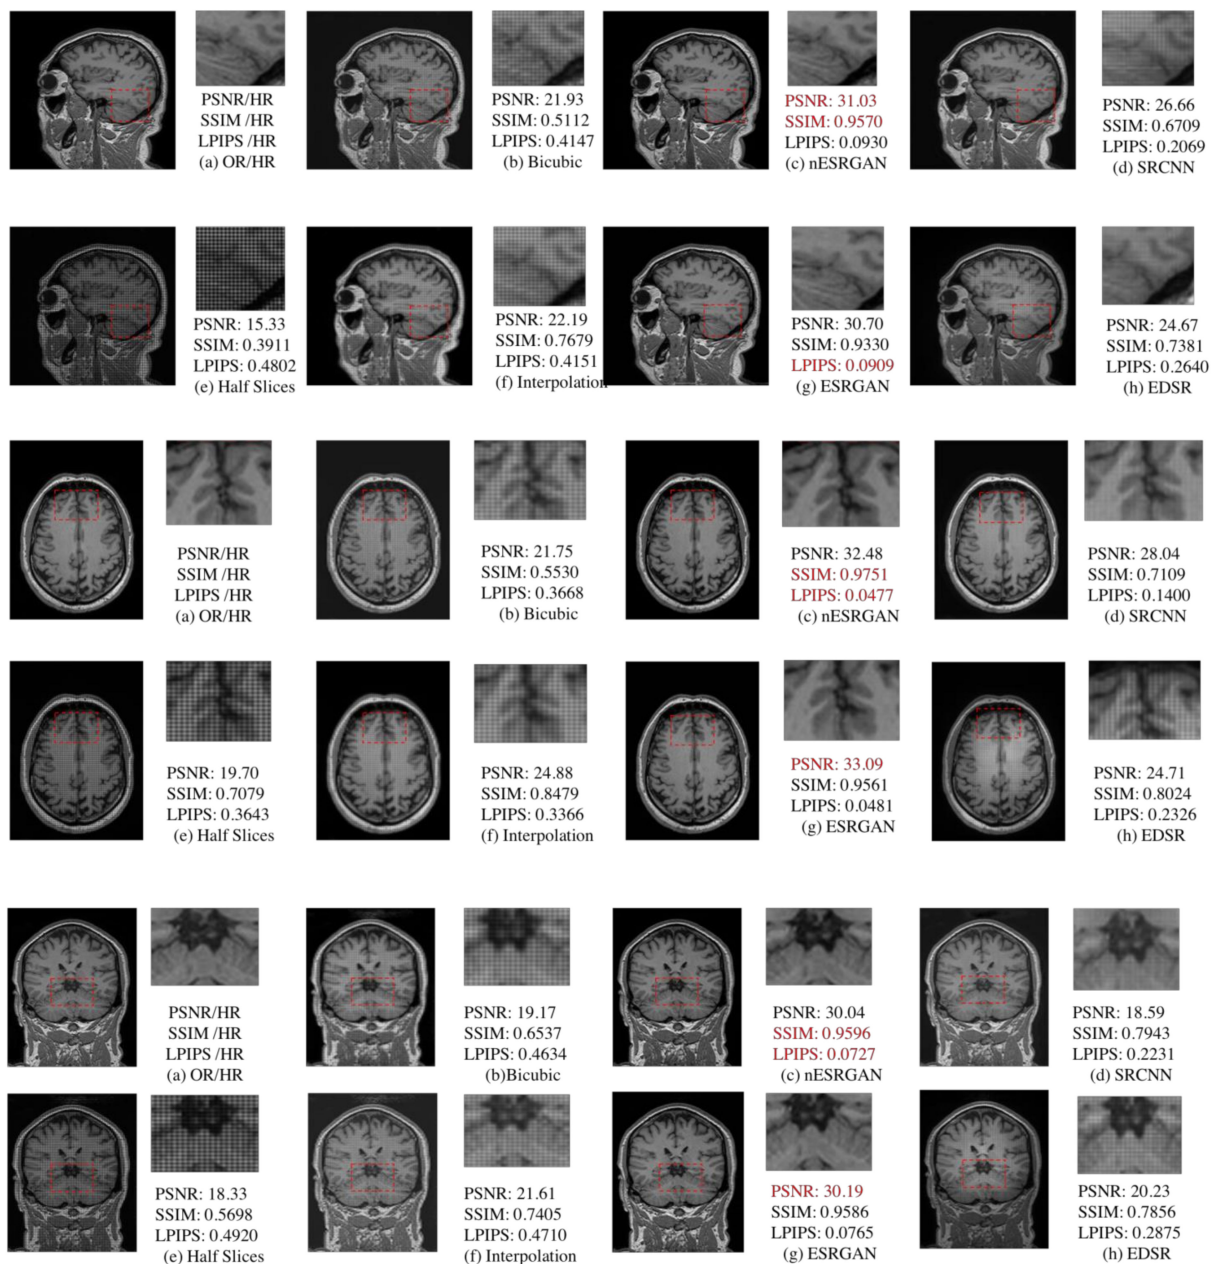 PSNR/HR
SSIM /HR
LPIPS /HR
(a) OR/HR
PSNR: 21.93
SSIM: 0.5112
LPIPS: 0.4147
(b) Bicubic
PSNR: 31.03
SSIM: 0.9570
LPIPS: 0.0930
(c) nESRGAN
PSNR: 26.66
SSIM: 0.6709
LPIPS: 0.2069
(d) SRCNN
PSNR: 15.33
SSIM: 0.3911
LPIPS: 0.4802
(e) Half Slices
PSNR: 22.19
SSIM: 0.7679
LPIPS: 0.4151
(f) Interpolation
PSNR: 30.70
SSIM: 0.9330
LPIPS: 0.0909
(g) ESRGAN
PSNR: 24.67
SSIM: 0.7381
LPIPS: 0.2640
(h) EDSR
PSNR/HR
SSIM /HR
LPIPS /HR
(a) OR/HR
PSNR: 21.75
SSIM: 0.5530
LPIPS: 0.3668
(b) Bicubic
PSNR: 32.48
SSIM: 0.9751
LPIPS: 0.0477
(c) nESRGAN
PSNR: 28.04
SSIM: 0.7109
LPIPS: 0.1400
(d) SRCNN
PSNR: 19.70
SSIM: 0.7079
LPIPS: 0.3643
(e) Half Slices
PSNR: 24.88
SSIM: 0.8479
LPIPS: 0.3366
(f) Interpolation
PSNR: 33.09
SSIM: 0.9561
LPIPS: 0.0481
(g) ESRGAN
PSNR: 24.71
SSIM: 0.8024
LPIPS: 0.2326
(h) EDSR
PSNR/HR
SSIM /HR
LPIPS /HR
(a) OR/HR
PSNR: 19.17
SSIM: 0.6537
LPIPS: 0.4634
(b)Bicubic
PSNR: 30.04
SSIM: 0.9596
LPIPS: 0.0727
(c) nESRGAN
PSNR: 18.59
SSIM: 0.7943
LPIPS: 0.2231
(d) SRCNN
PSNR: 18.33
SSIM: 0.5698
LPIPS: 0.4920
(e) Half Slices
PSNR: 21.61
SSIM: 0.7405
LPIPS: 0.4710
(f) Interpolation
PSNR: 30.19
SSIM: 0.9586
LPIPS: 0.0765
(g) ESRGAN
PSNR: 20.23
SSIM: 0.7856
LPIPS: 0.2875
(h) EDSR